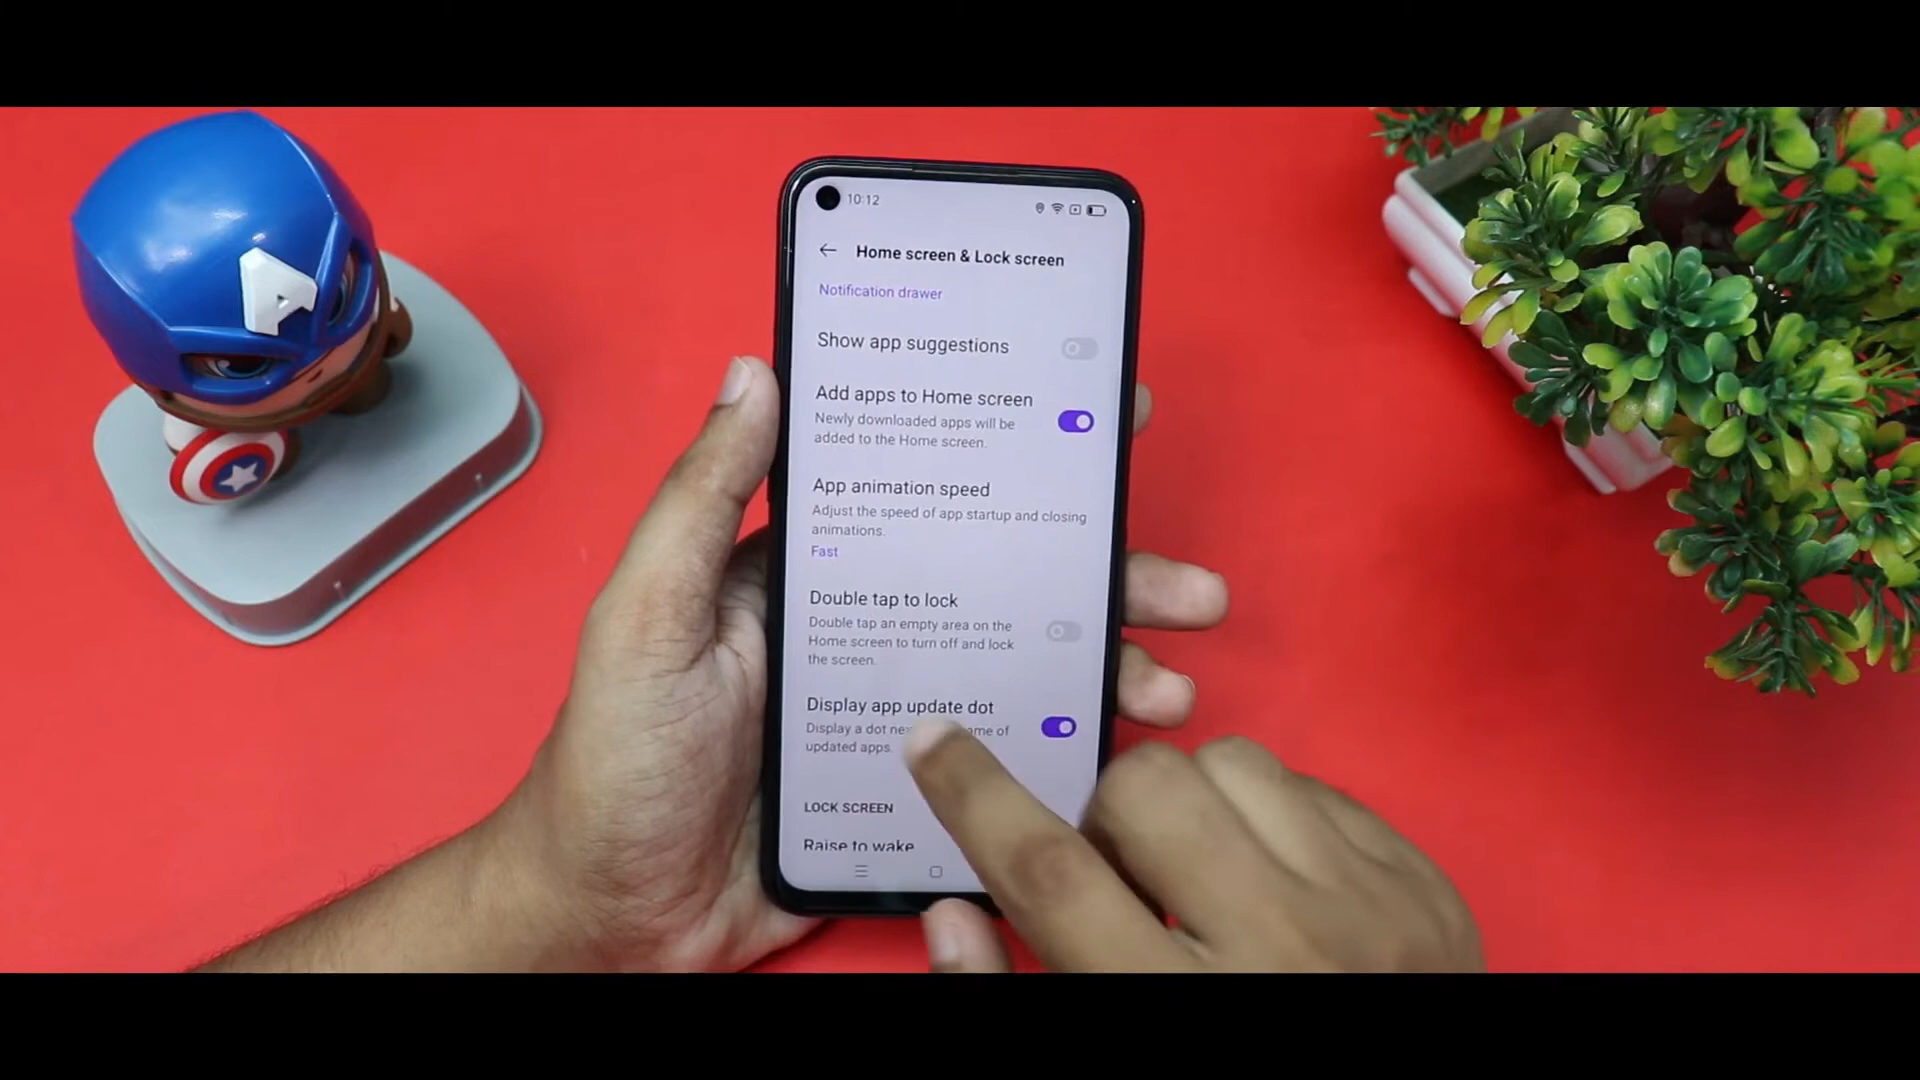 10:12
Home screen & Lock screen
Notification drawer
Show app suggestions
Add apps to Home screen
Newly downloaded apps will be
added to the Home screen.
App animation speed
Adjust the speed of app startup and closing
animations.
Fast
Double tap to lock
Double tap an empty area on the
Home screen to turn off and lock
the screen.
Display app update dot
Display a dot of
updated apps.
LOCK SCREEN
Raise to wake
A